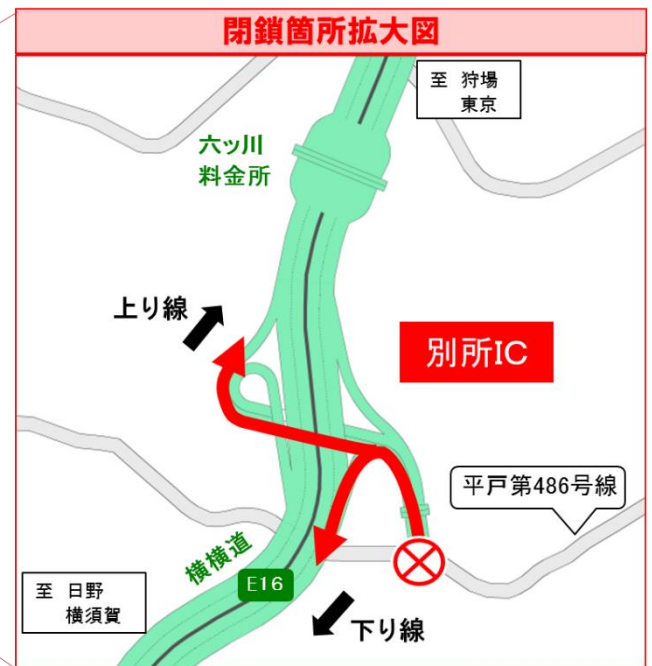 閉鎖箇所拡大図
至 狩場
東京
六ッ川
料金所
上り線
別所IC
平戸第486号線
横横道
E16
至 日野
横須賀
下り線